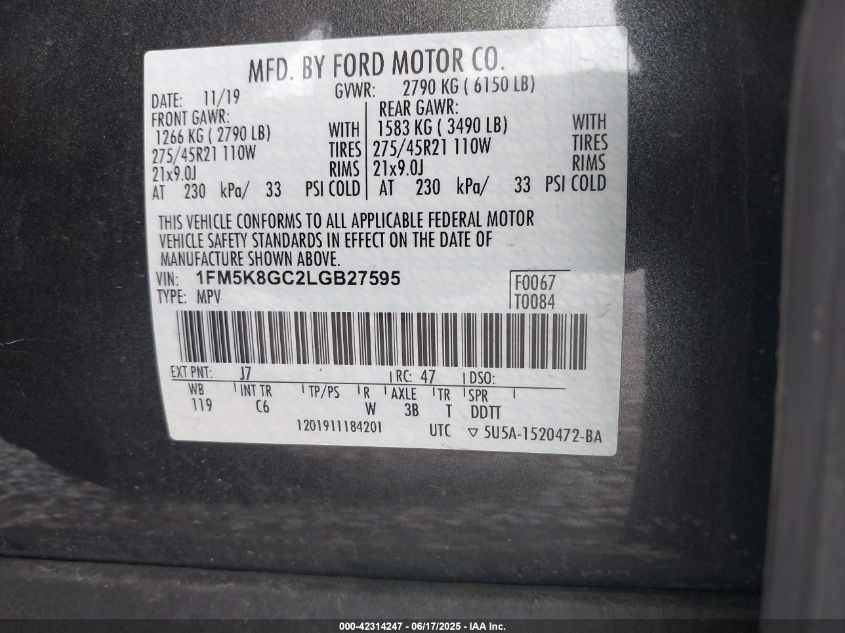 MFD. BY FORD MOTOR CO.
DATE: 11/19 GVWR: 2790 KG ( 6150 LB)
FRONT GAWR: REAR GAWR:
1266 KG ( 2790 LB) WITH 1583 KG ( 3490 LB) WITH
275/45R21 110W TIRES 275/45R21 110W TIRES
21x9.0J RIMS 21x9.0J RIMS
AT 230 kPa/ 33 PSI COLD AT 230 kPa/ 33 PSI COLD
THIS VEHICLE CONFORMS TO ALL APPLICABLE FEDERAL MOTOR
VEHICLE SAFETY STANDARDS IN EFFECT ON THE DATE OF
MANUFACTURE SHOWN ABOVE.
VIN: 1FM5K8GC2LGB27595 F0067
TYPE: MPV T0084
EXT PNT: J7 RC: 47 DSO:
WB INT TR TP/PS R AXLE TR SPR
119 C6 W 3B T DDTT
1201911184201 UTC ▽ 5U5A-1520472-BA
000-42314247 - 06/17/2025 - IAA Inc.